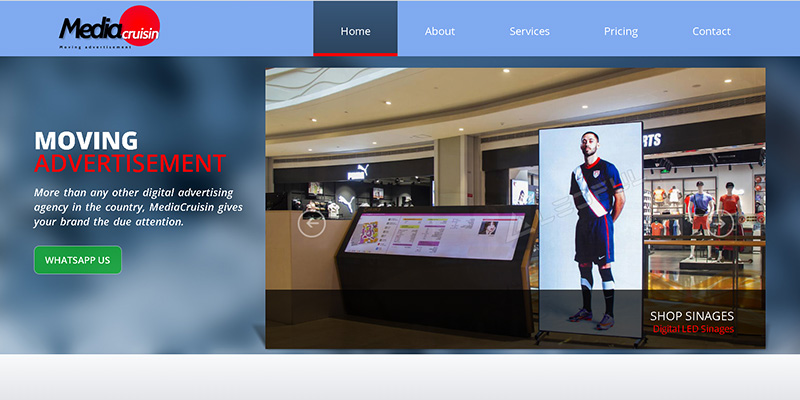 Media cruisin
Moving advertisement
Home
About
Services
Pricing
Contact
MOVING
ADVERTISEMENT
More than any other digital advertising
agency in the country, MediaCruisin gives
your brand the due attention.
WHATSAPP US
PUMA
RTS
SHOP SINAGES
Digital LED Sinages